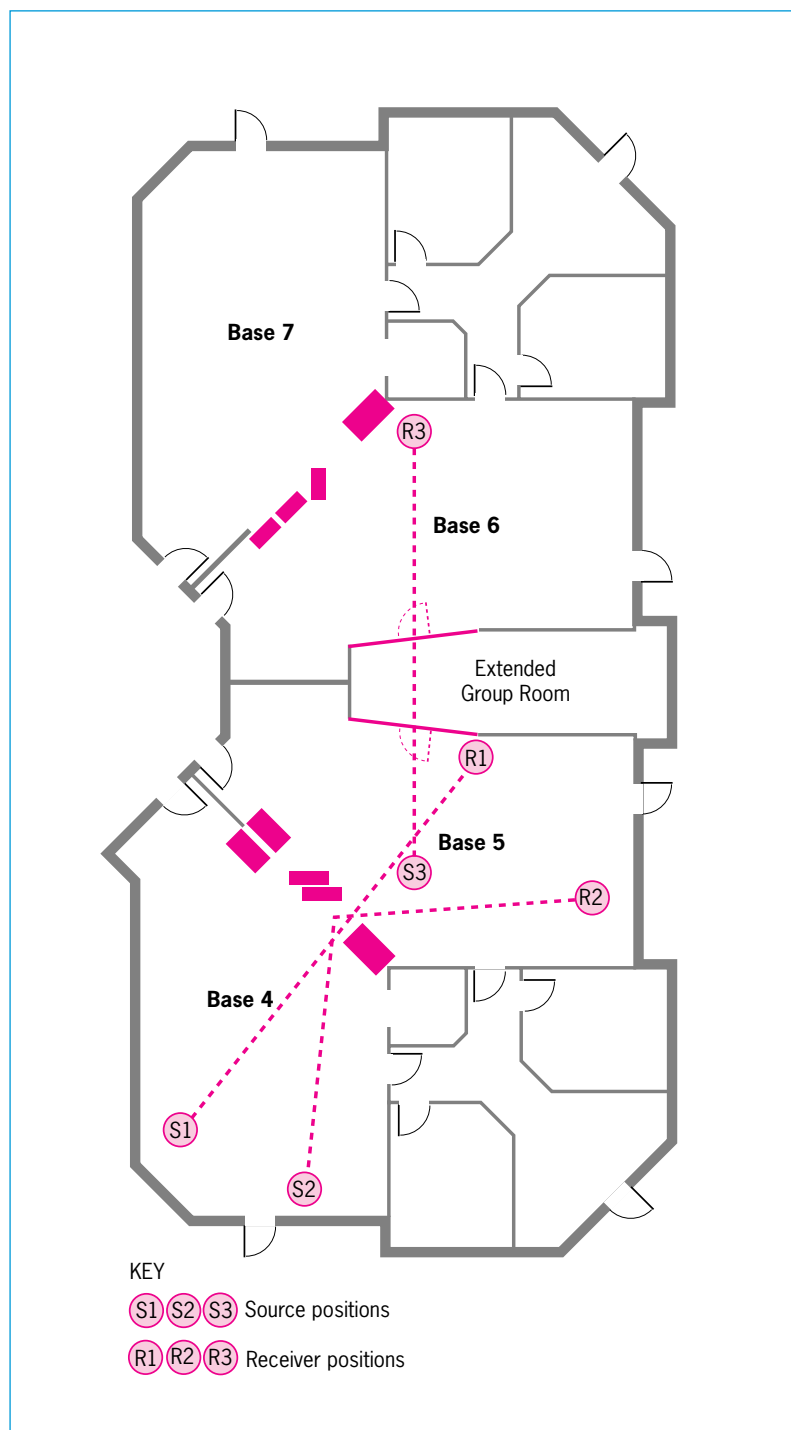 Base 7
R3
Base 6
Extended
Group Room
R1
Base 5
S3
R2
Base 4
S1
S2
KEY
S1 S2 S3 Source positions
R1 R2 R3 Receiver positions